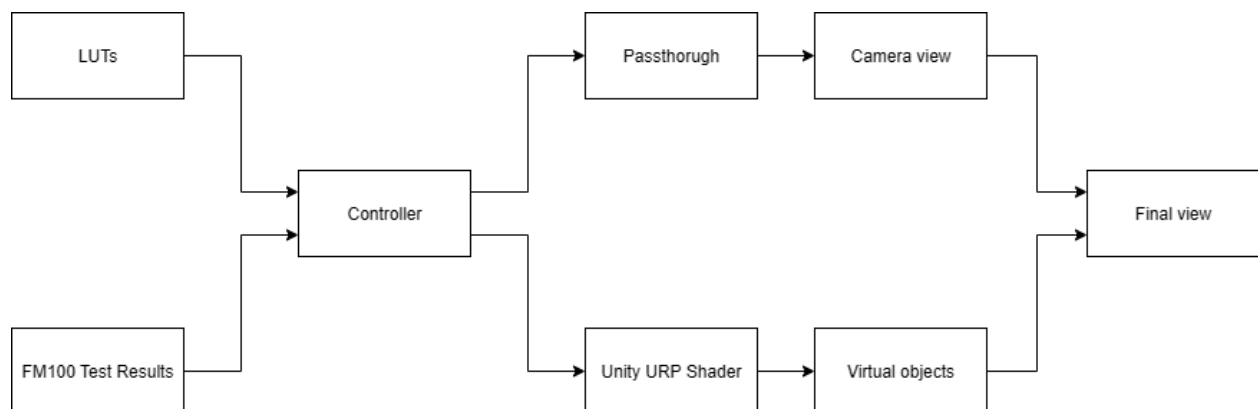 LUTs
Passthorugh
Camera view
Controller
Final view
FM100 Test Results
Unity URP Shader
Virtual objects